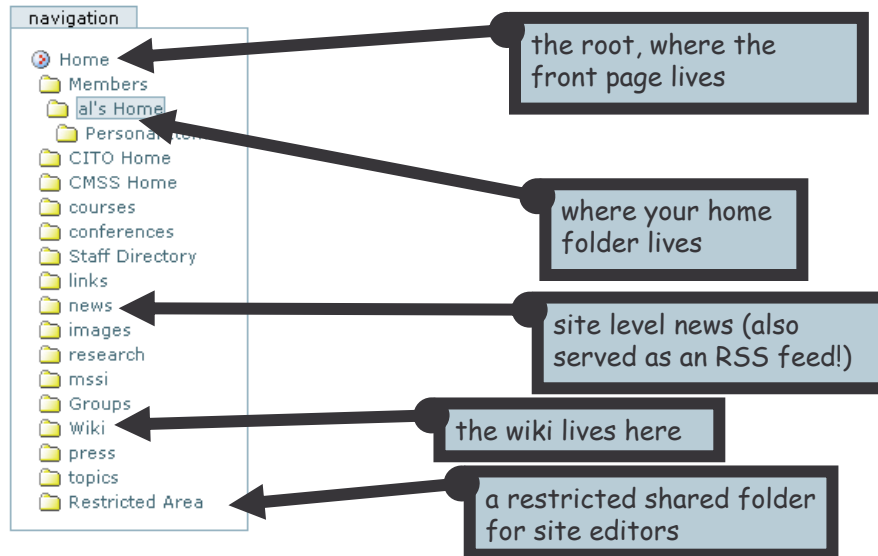 navigation
Home
Members
al's Home
Personal
CITO Home
CMSS Home
courses
conferences
Staff Directory
links
news
images
research
mssi
Groups
Wiki
press
topics
Restricted Area
the root, where the
front page lives
where your home
folder lives
site level news (also
served as an RSS feed!)
the wiki lives here
a restricted shared folder
for site editors